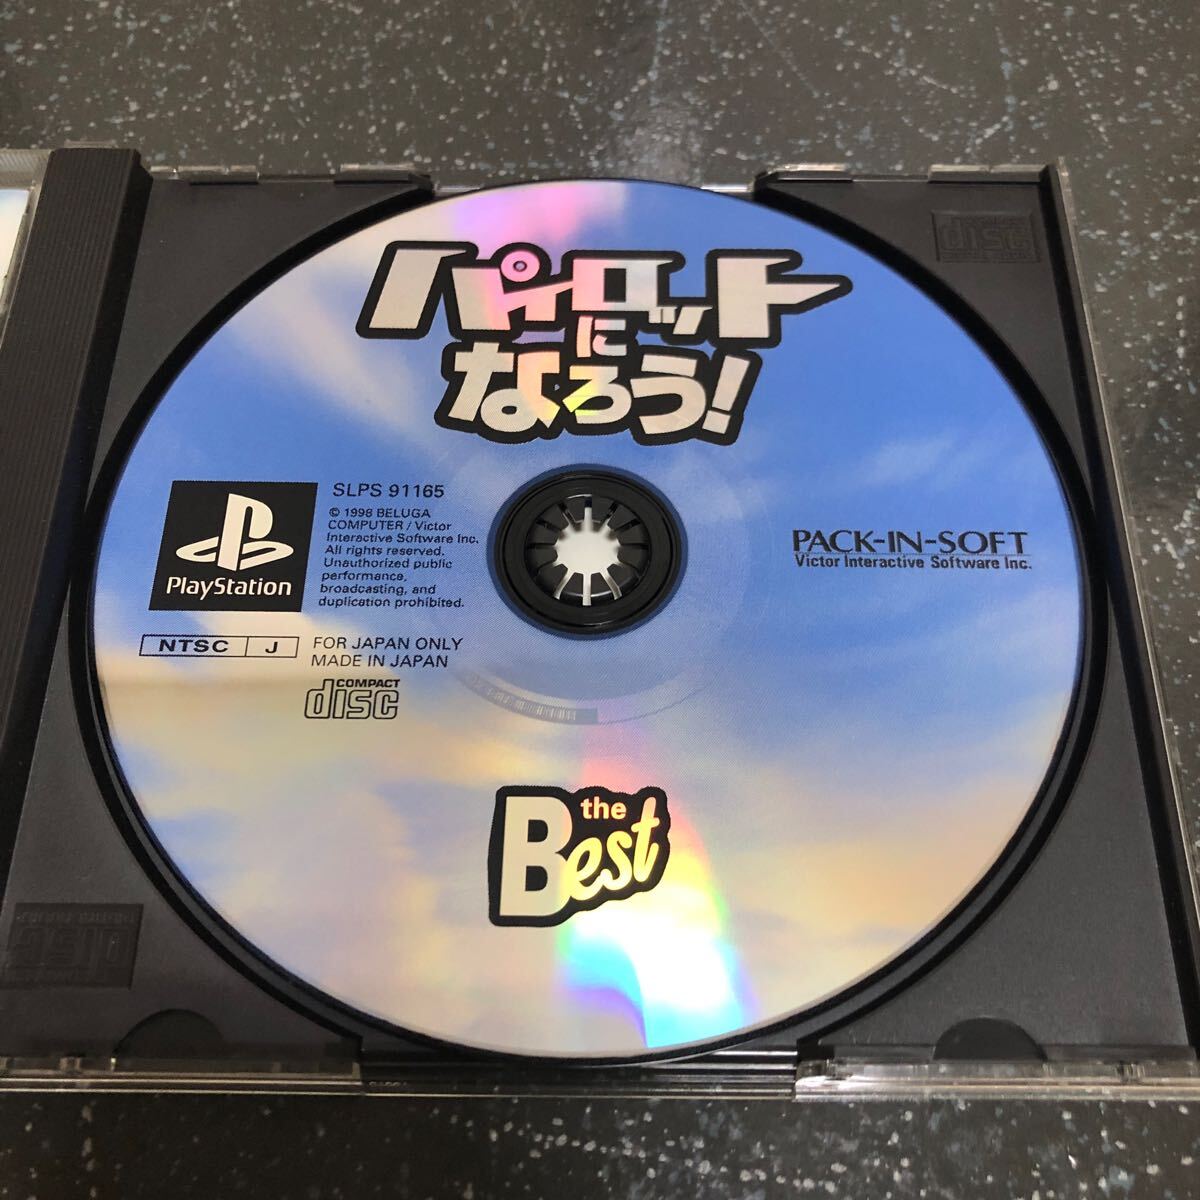 パイロット
に
なろう!
SLPS 91165
© 1998 BELUGA
COMPUTER / Victor
Interactive Software Inc.
All rights reserved.
Unauthorized public
performance,
broadcasting, and
duplication prohibited.
PlayStation
NTSC J
FOR JAPAN ONLY
MADE IN JAPAN
COMPACT
disc
PACK-IN-SOFT
Victor Interactive Software Inc.
the
Best
disc
disc